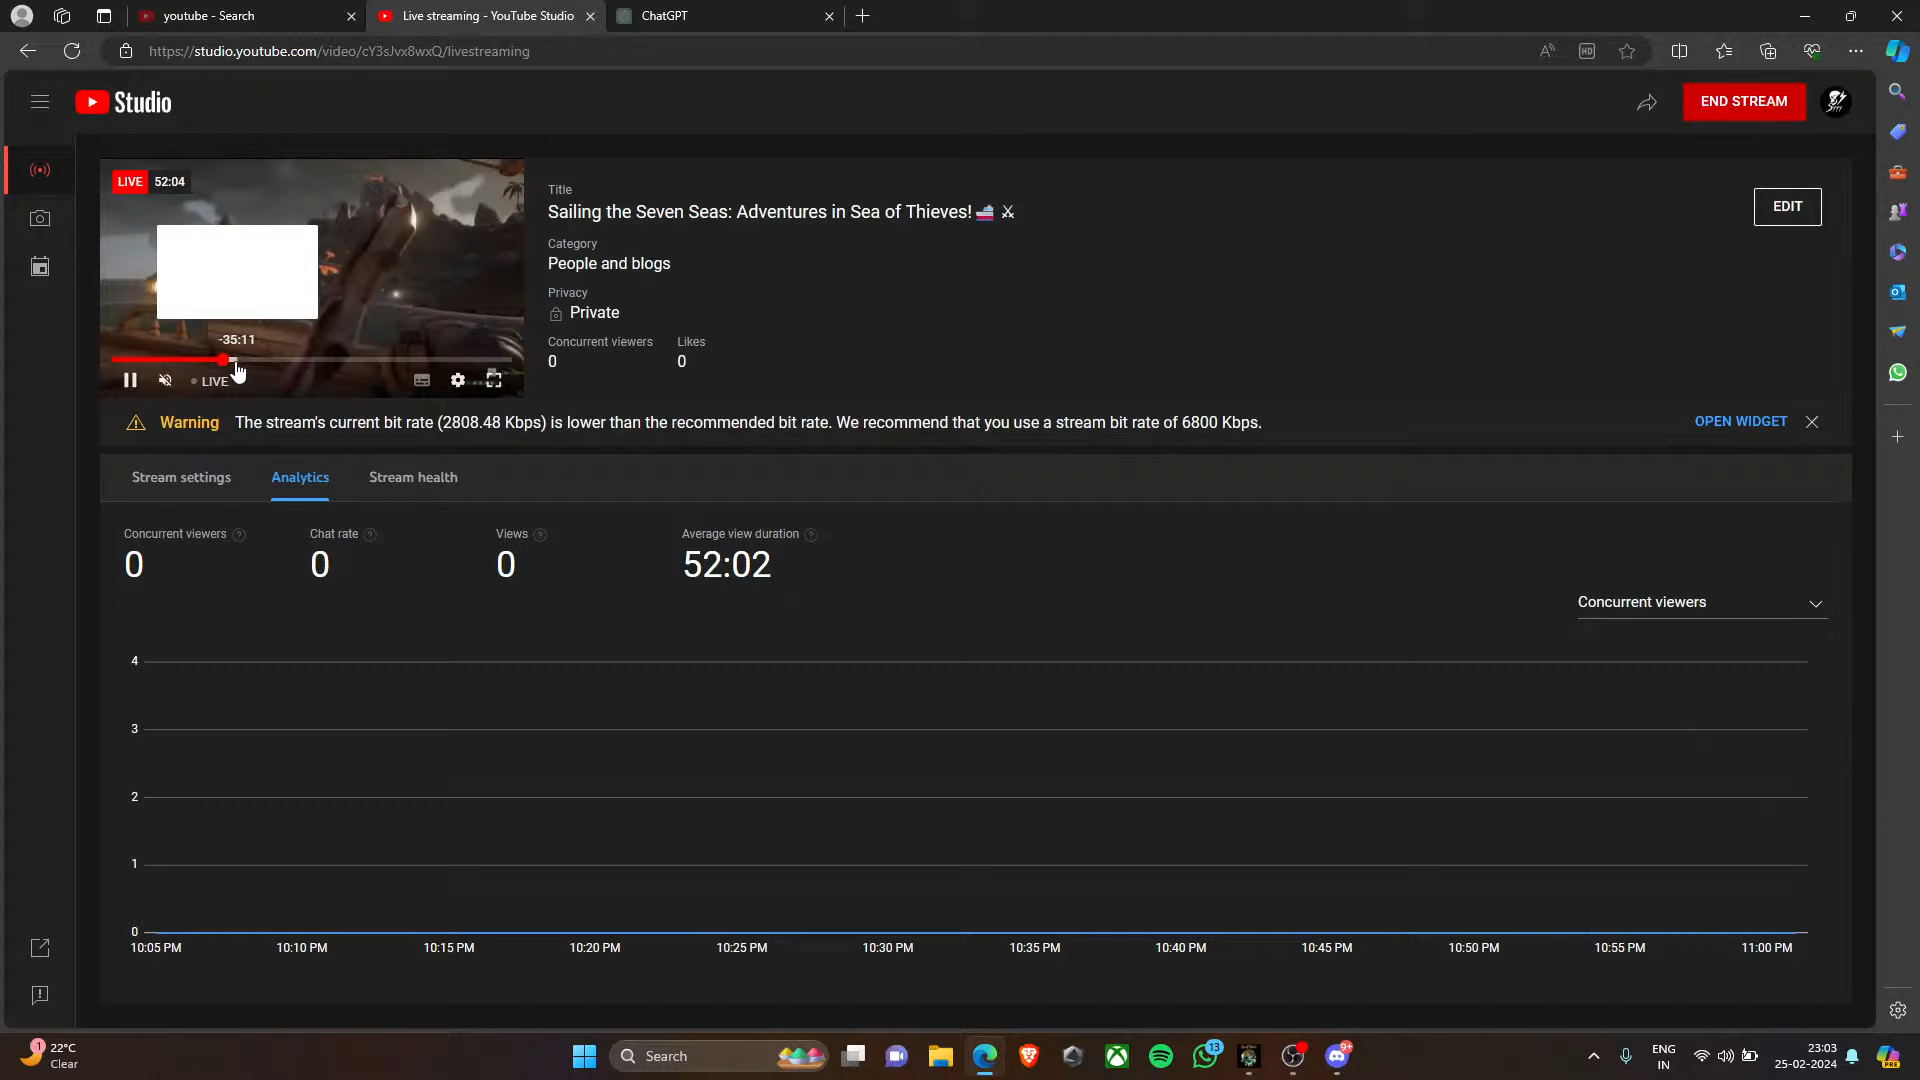 youtube - Search
Live streaming - YouTube Studio
ChatGPT
https://studio.youtube.com/video/cY3sJvx8wxQ/livestreaming
HD
Studio
END STREAM
LIVE 52:04
-35:11
LIVE
Title
Sailing the Seven Seas: Adventures in Sea of Thieves! 🚢 ⚔
EDIT
Category
People and blogs
Privacy
Private
Concurrent viewers Likes
0 0
Warning The stream's current bit rate (2808.48 Kbps) is lower than the recommended bit rate. We recommend that you use a stream bit rate of 6800 Kbps.
OPEN WIDGET
Stream settings Analytics Stream health
Concurrent viewers Chat rate Views Average view duration
0 0 0 52:02
Concurrent viewers
4
3
2
1
0
10:05 PM 10:10 PM 10:15 PM 10:20 PM 10:25 PM 10:30 PM 10:35 PM 10:40 PM 10:45 PM 10:50 PM 10:55 PM 11:00 PM
1
22°C
Clear
Search
13
9+
ENG
IN
23:03
25-02-2024
PRE